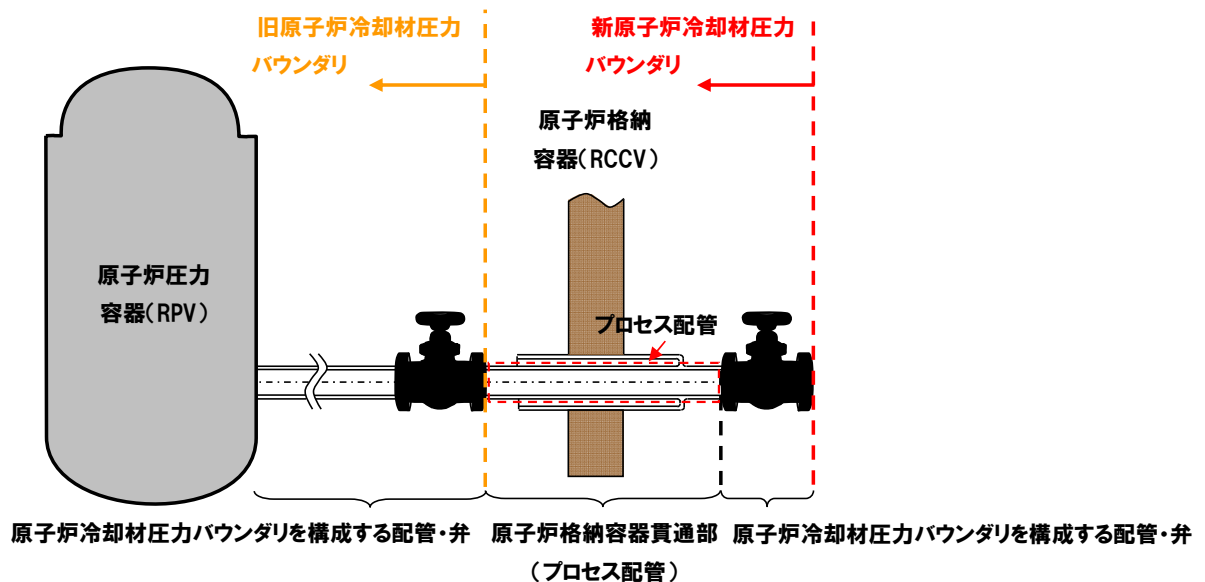 旧原子炉冷却材圧力
バウンダリ
新原子炉冷却材圧力
バウンダリ
原子炉格納
容器(RCCV)
原子炉圧力
容器(RPV)
プロセス配管
原子炉冷却材圧力バウンダリを構成する配管・弁
原子炉格納容器貫通部
(プロセス配管)
原子炉冷却材圧力バウンダリを構成する配管・弁